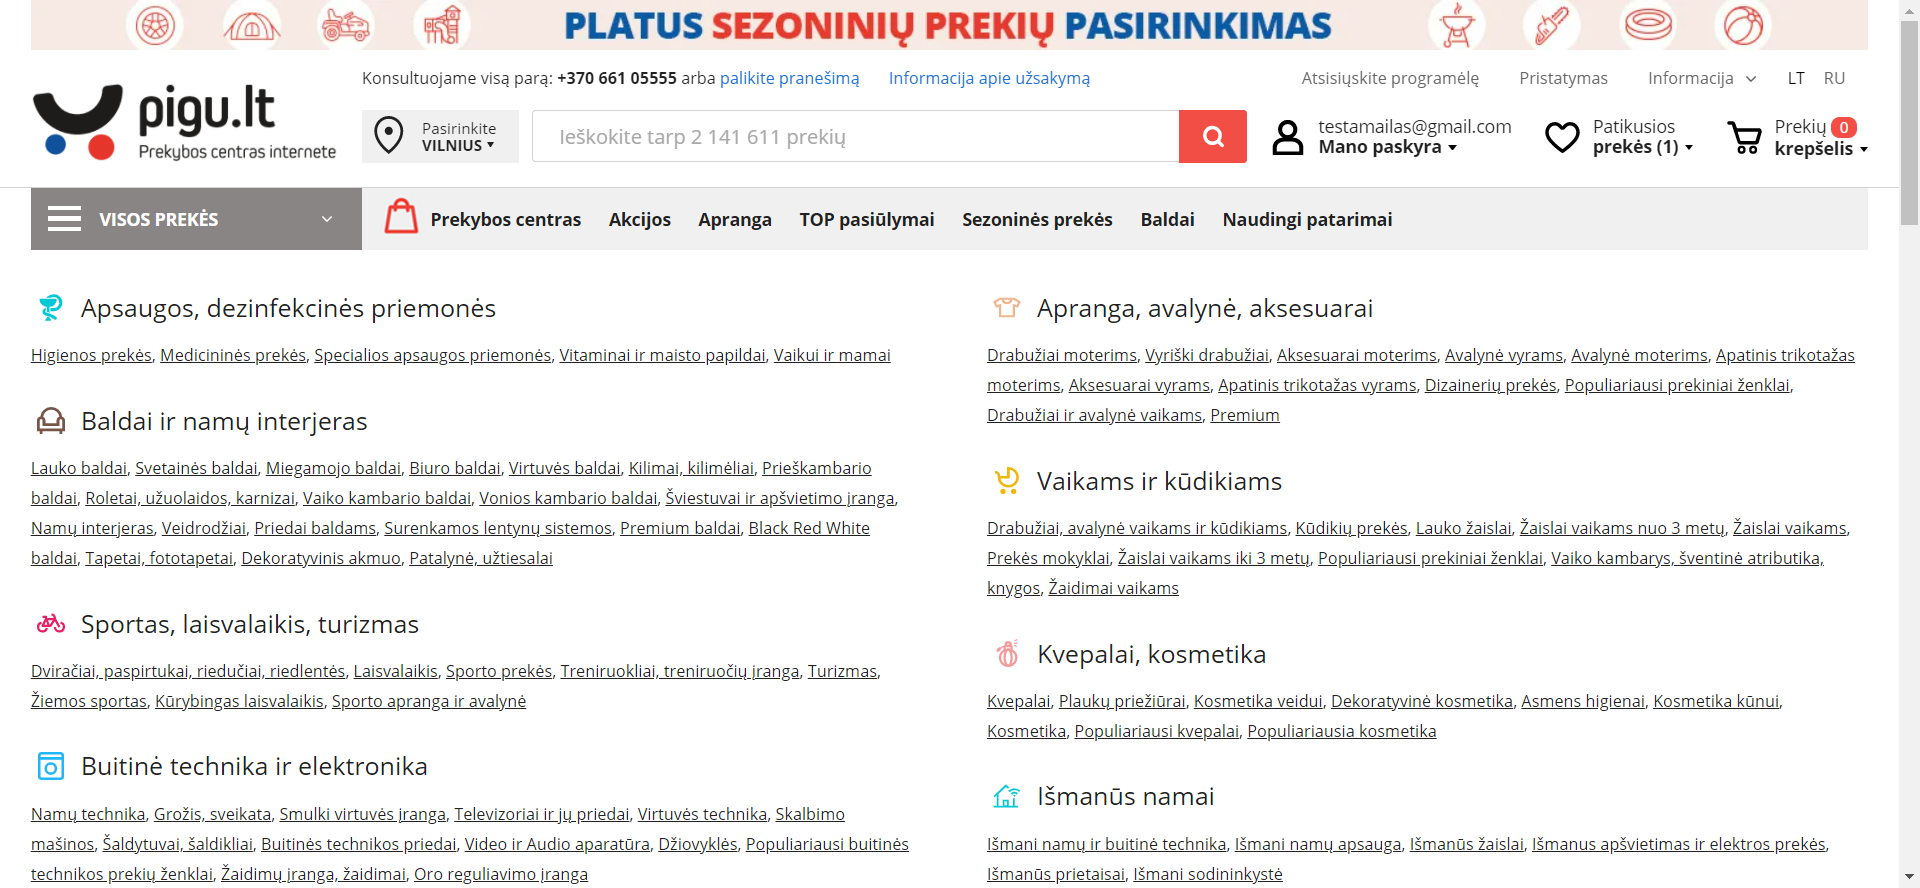 PLATUS SEZONINIŲ PREKIŲ PASIRINKIMAS
Konsultuojame visą parą: +370 661 05555 arba palikite pranešimą Informacija apie užsakymą
Atsisiųskite programėlę Pristatymas Informacija LT RU
pigu.lt
Prekybos centras internete
Pasirinkite
VILNIUS
Ieškokite tarp 2 141 611 prekių
testamailas@gmail.com
Mano paskyra
Patikusios
prekės (1)
Prekių 0
krepšelis
VISOS PREKĖS
Prekybos centras Akcijos Apranga TOP pasiūlymai Sezoninės prekės Baldai Naudingi patarimai
Apsaugos, dezinfekcinės priemonės
Higienos prekės, Medicininės prekės, Specialios apsaugos priemonės, Vitaminai ir maisto papildai, Vaikui ir mamai
Baldai ir namų interjeras
Lauko baldai, Svetainės baldai, Miegamojo baldai, Biuro baldai, Virtuvės baldai, Kilimai, kilimėliai, Prieškambario
baldai, Roletai, užuolaidos, karnizai, Vaiko kambario baldai, Vonios kambario baldai, Šviestuvai ir apšvietimo įranga,
Namų interjeras, Veidrodžiai, Priedai baldams, Surenkamos lentynų sistemos, Premium baldai, Black Red White
baldai, Tapetai, fototapetai, Dekoratyvinis akmuo, Patalynė, užtiesalai
Sportas, laisvalaikis, turizmas
Dviračiai, paspirtukai, riedučiai, riedlentės, Laisvalaikis, Sporto prekės, Treniruokliai, treniruočių įranga, Turizmas,
Žiemos sportas, Kūrybingas laisvalaikis, Sporto apranga ir avalynė
Buitinė technika ir elektronika
Namų technika, Grožis, sveikata, Smulki virtuvės įranga, Televizoriai ir jų priedai, Virtuvės technika, Skalbimo
mašinos, Šaldytuvai, šaldikliai, Buitinės technikos priedai, Video ir Audio aparatūra, Džiovyklės, Populiariausi buitinės
technikos prekių ženklai, Žaidimų įranga, žaidimai, Oro reguliavimo įranga
Apranga, avalynė, aksesuarai
Drabužiai moterims, Vyriški drabužiai, Aksesuarai moterims, Avalynė vyrams, Avalynė moterims, Apatinis trikotažas
moterims, Aksesuarai vyrams, Apatinis trikotažas vyrams, Dizainerių prekės, Populiariausi prekiniai ženklai,
Drabužiai ir avalynė vaikams, Premium
Vaikams ir kūdikiams
Drabužiai, avalynė vaikams ir kūdikiams, Kūdikių prekės, Lauko žaislai, Žaislai vaikams nuo 3 metų, Žaislai vaikams,
Prekės mokyklai, Žaislai vaikams iki 3 metų, Populiariausi prekiniai ženklai, Vaiko kambarys, šventinė atributika,
knygos, Žaidimai vaikams
Kvepalai, kosmetika
Kvepalai, Plaukų priežiūrai, Kosmetika veidui, Dekoratyvinė kosmetika, Asmens higienai, Kosmetika kūnui,
Kosmetika, Populiariausi kvepalai, Populiariausia kosmetika
Išmanūs namai
Išmani namų ir buitinė technika, Išmani namų apsauga, Išmanūs žaislai, Išmanus apšvietimas ir elektros prekės,
Išmanūs prietaisai, Išmani sodininkystė